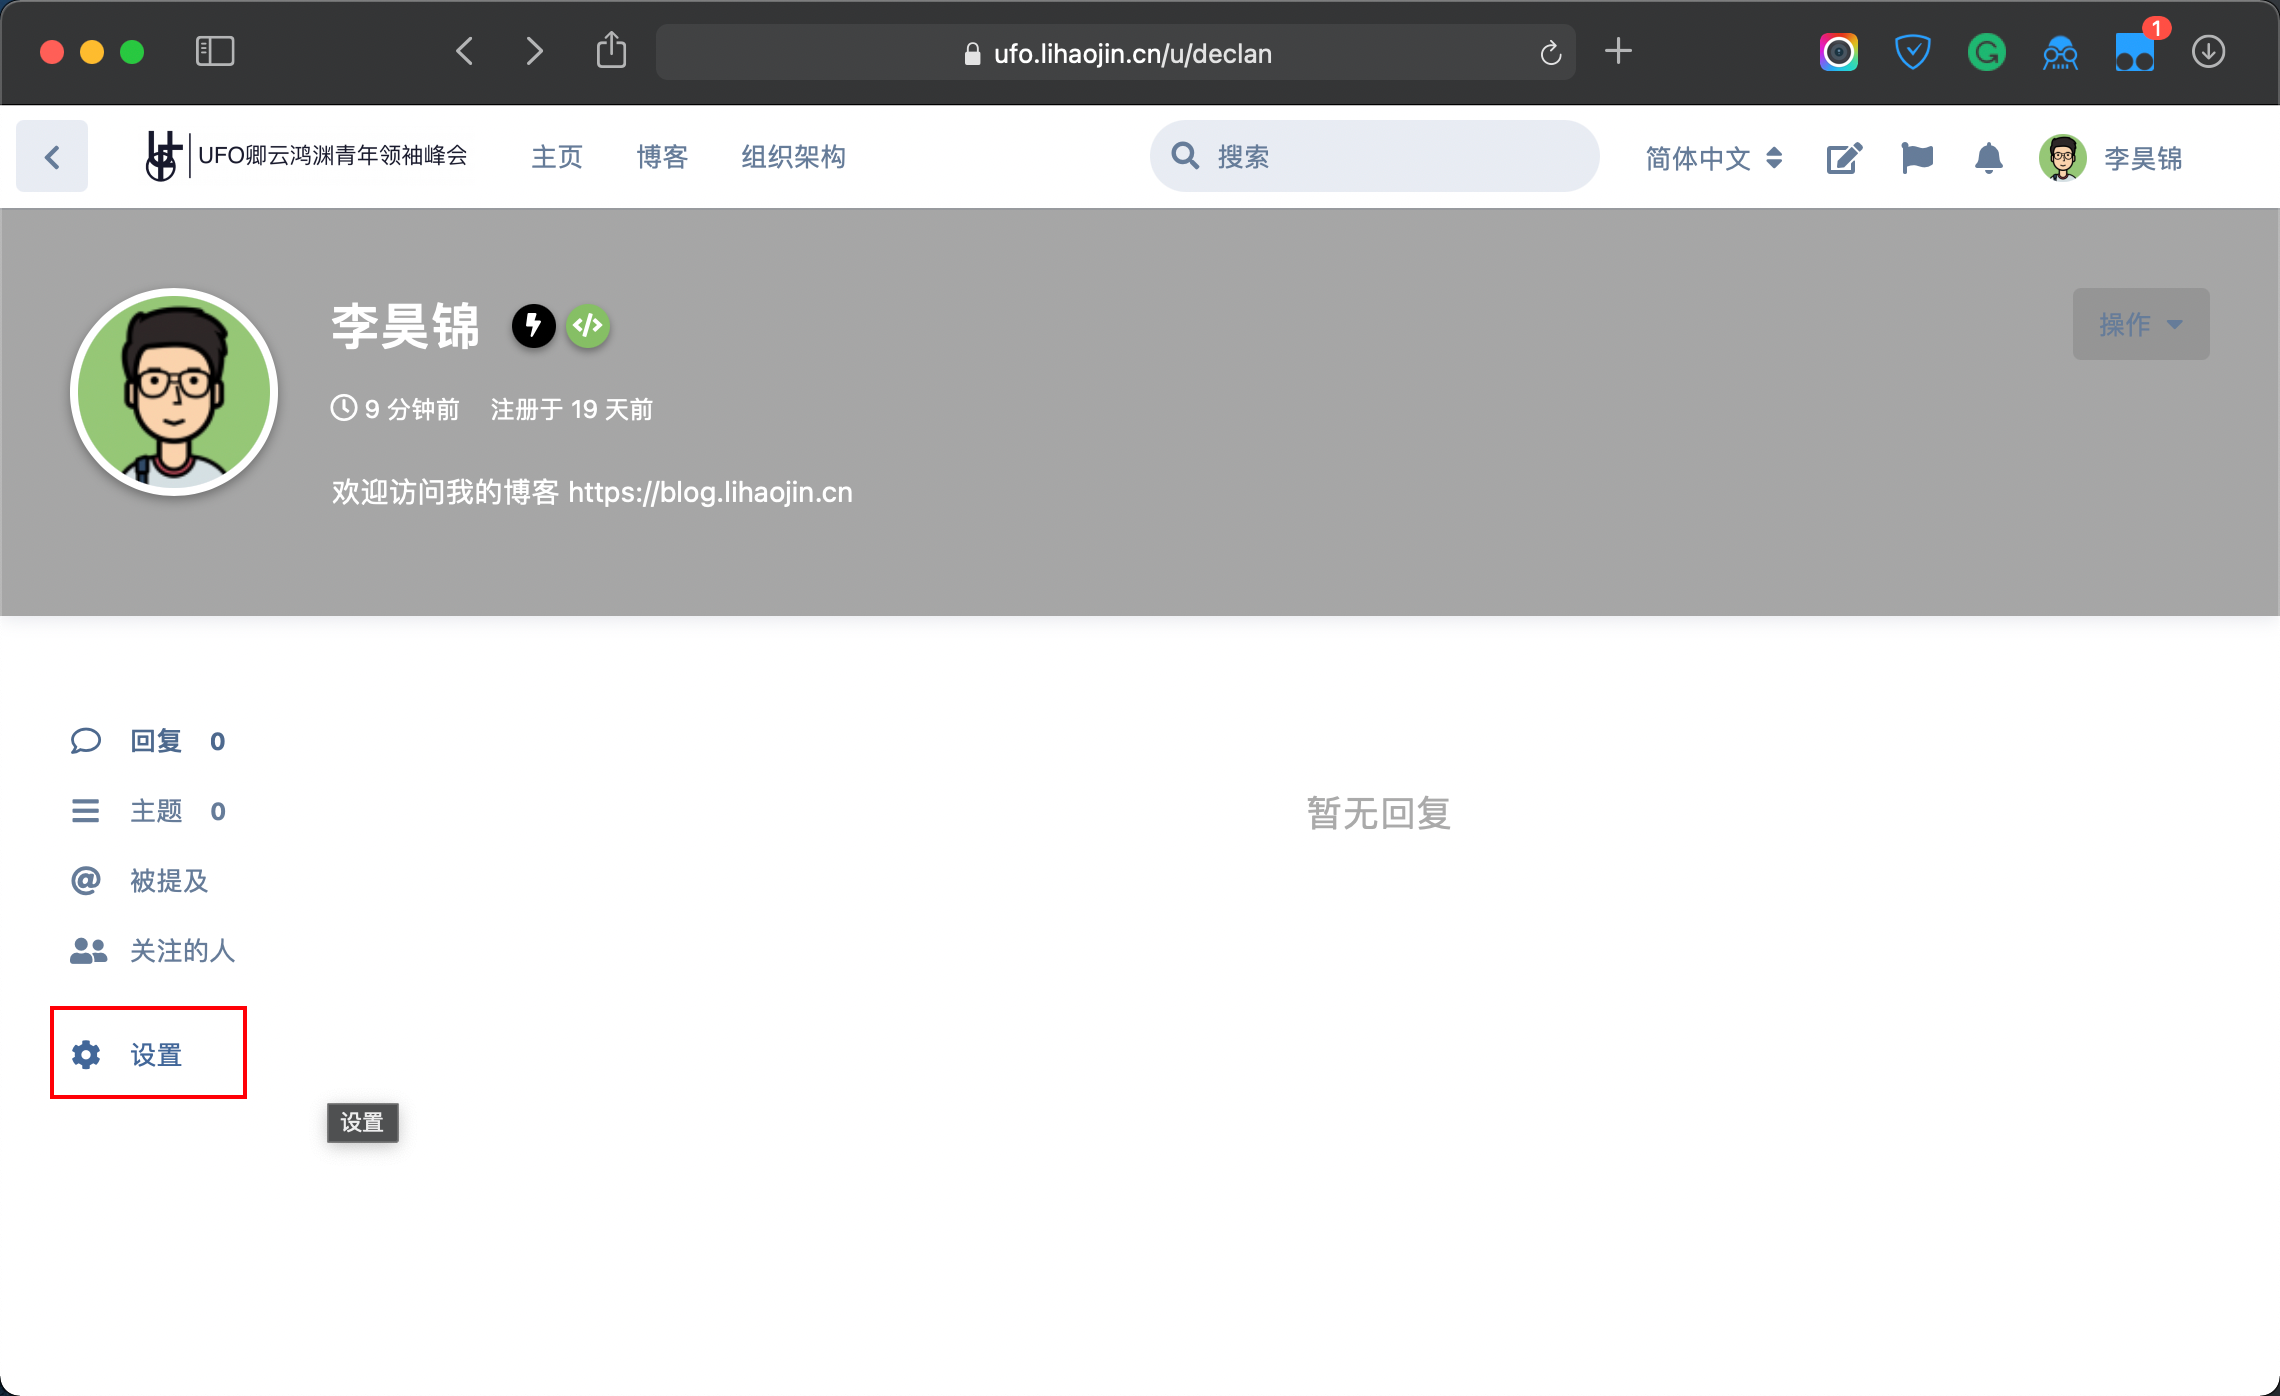 ufo.lihaojin.cn/u/declan
1
UFO卿云鸿渊青年领袖峰会
主页
博客
组织架构
搜索
简体中文
李昊锦
李昊锦
操作
9 分钟前 注册于 19 天前
欢迎访问我的博客 https://blog.lihaojin.cn
回复 0
主题 0
暂无回复
@ 被提及
关注的人
设置
设置